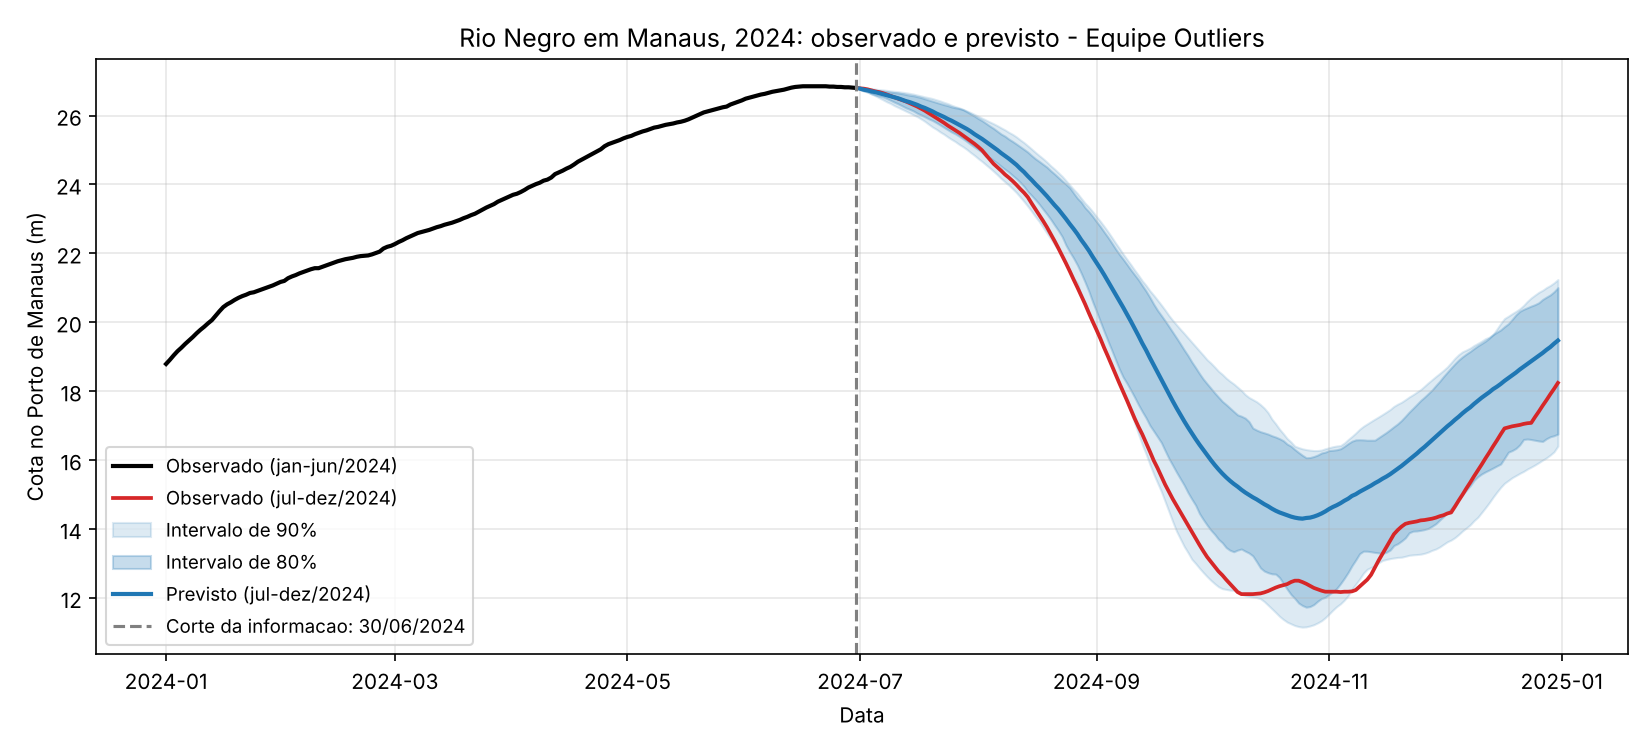 Rio Negro em Manaus, 2024: observado e previsto - Equipe Outliers
Cota no Porto de Manaus (m)
26
24
22
20
18
16
14
12
Observado (jan-jun/2024)
Observado (jul-dez/2024)
Intervalo de 90%
Intervalo de 80%
Previsto (jul-dez/2024)
Corte da informacao: 30/06/2024
2024-01
2024-03
2024-05
2024-07
2024-09
2024-11
2025-01
Data